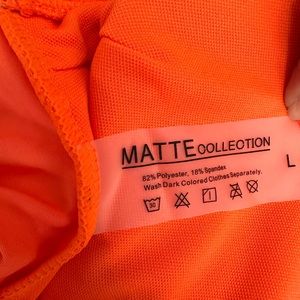 MATTE COLLECTION
L
82% Polyester, 18% Spandex
Wash Dark Colored Clothes Separately.